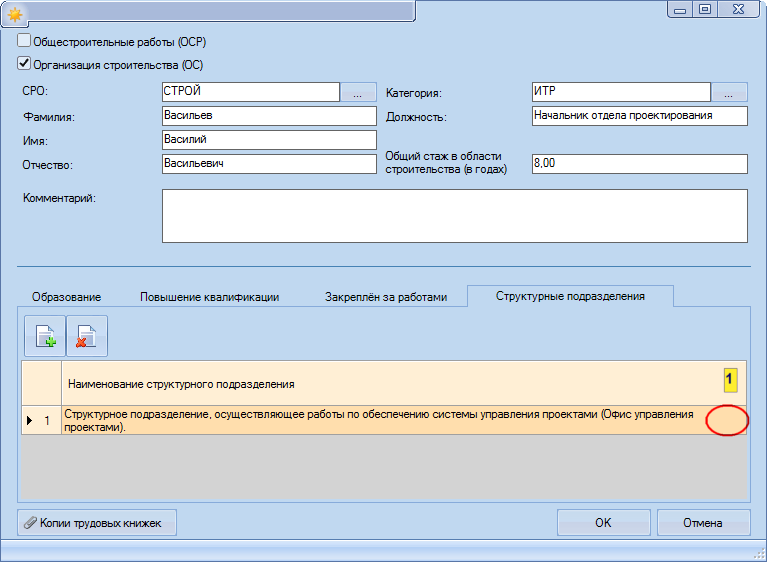 Общестроительные работы (ОСР)
Организация строительства (ОС)
СРО: СТРОЙ ... Категория: ИТР ...
Фамилия: Васильев Должность: Начальник отдела проектирования
Имя: Василий
Отчество: Васильевич Общий стаж в области
строительства (в годах) 8,00
Комментарий:
Образование Повышение квалификации Закреплён за работами Структурные подразделения
Наименование структурного подразделения 1
1 Структурное подразделение, осуществляющее работы по обеспечению системы управления проектами (Офис управления
проектами).
Копии трудовых книжек OK Отмена